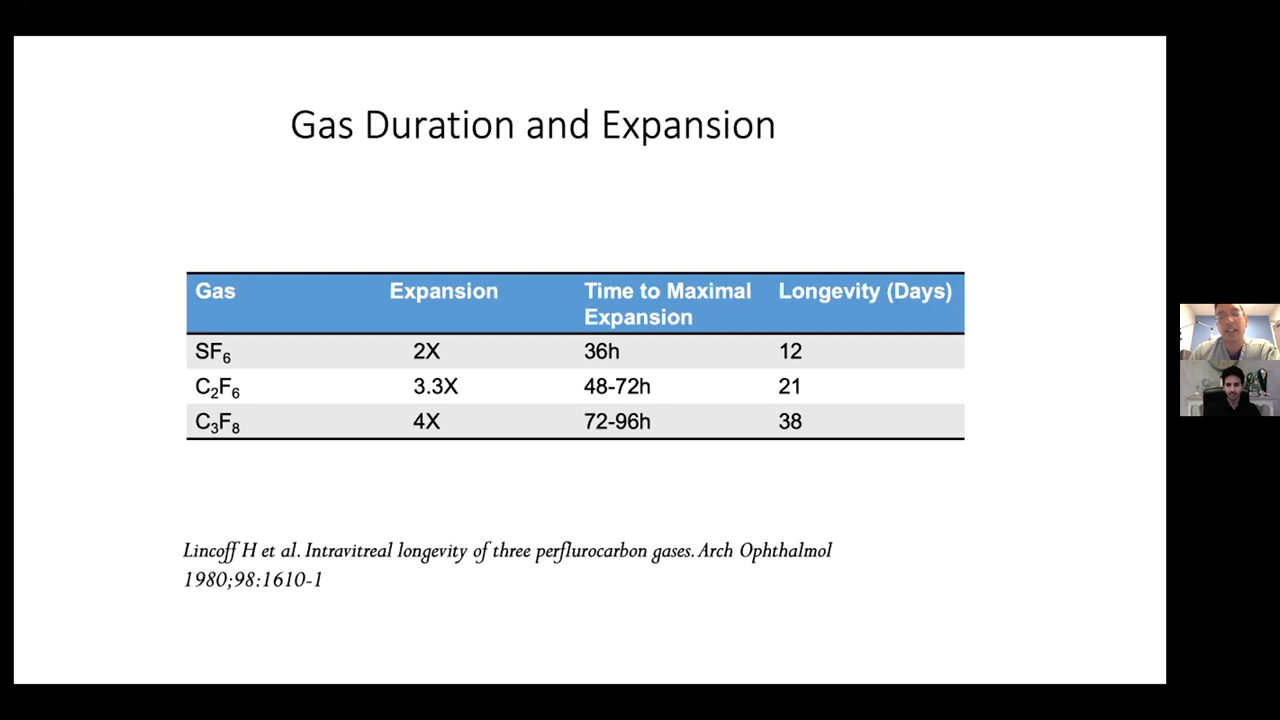 Gas Duration and Expansion
Gas Expansion Time to Maximal Expansion Longevity (Days)
SF₆ 2X 36h 12
C₂F₆ 3.3X 48-72h 21
C₃F₈ 4X 72-96h 38
Lincoff H et al. Intravitreal longevity of three perflurocarbon gases. Arch Ophthalmol
1980;98:1610-1